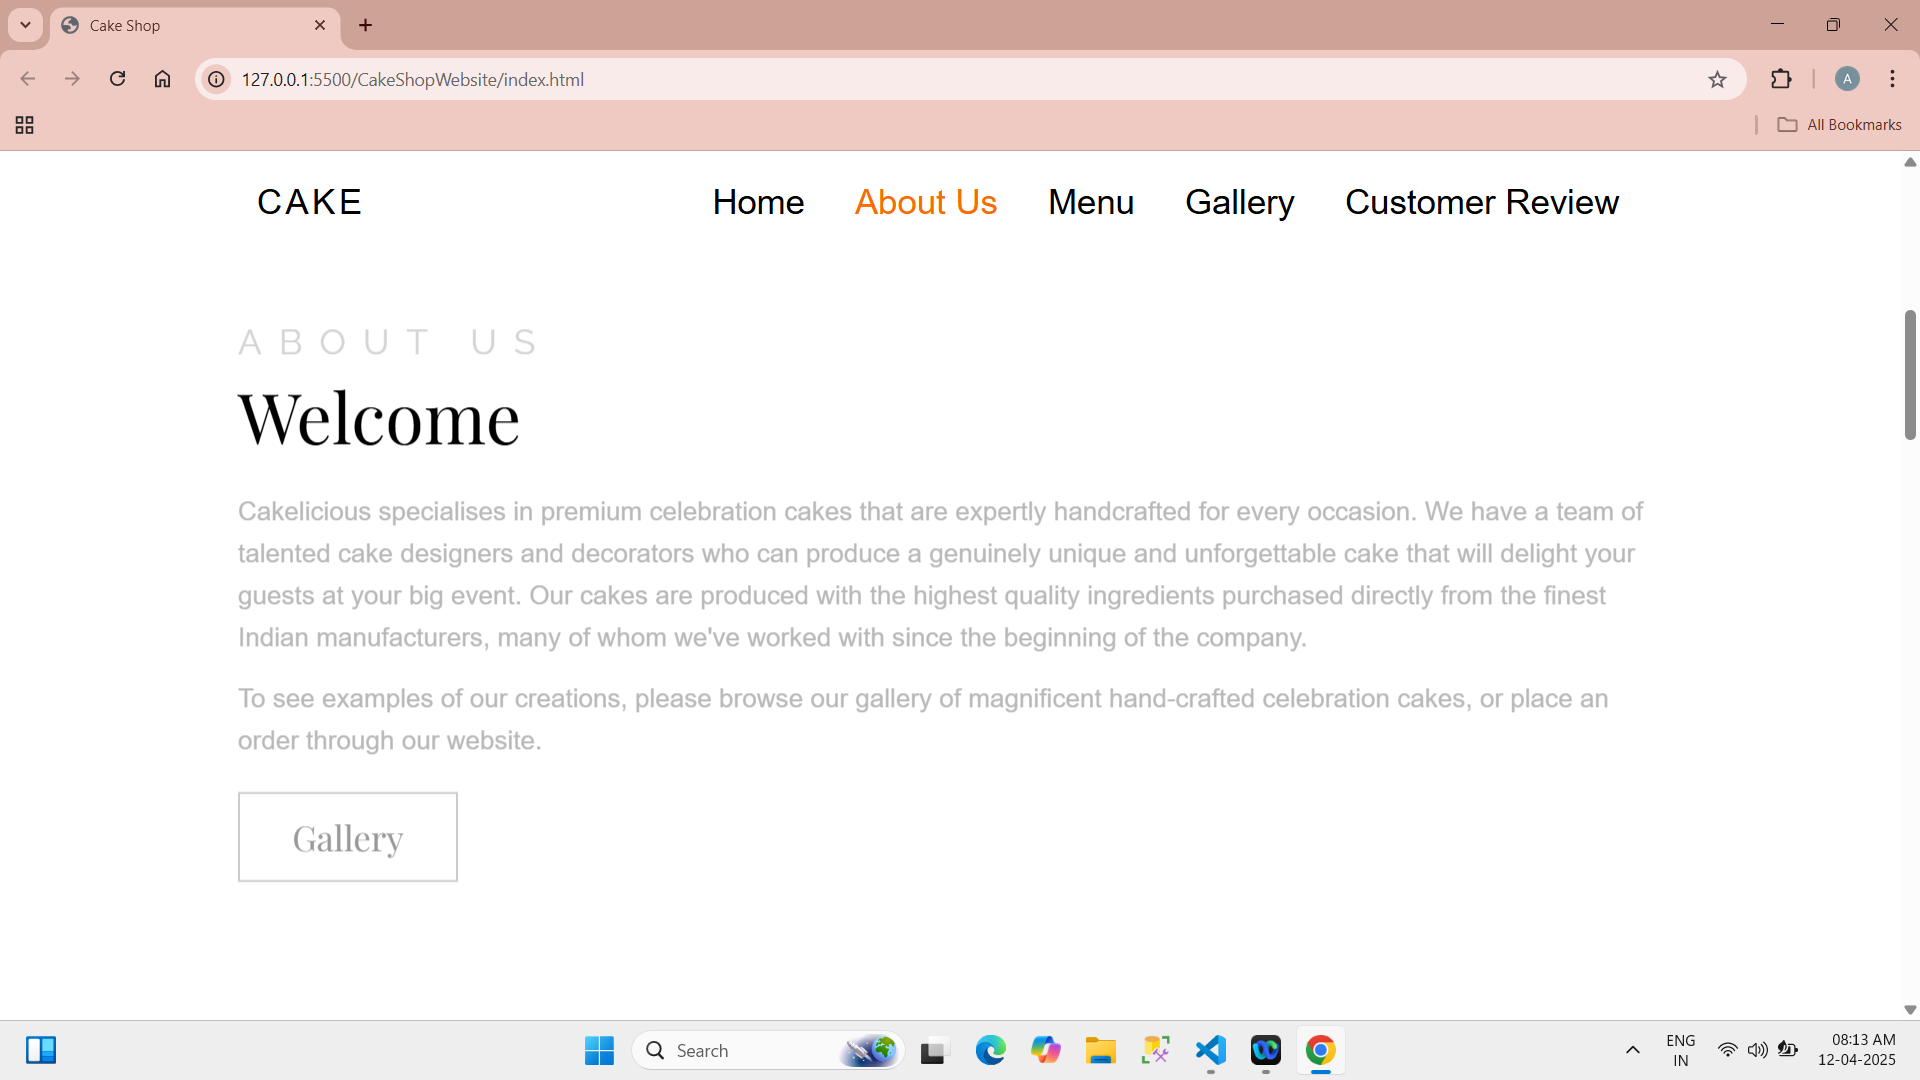 Cake Shop
127.0.0.1:5500/CakeShopWebsite/index.html
A
All Bookmarks
CAKE
Home
About Us
Menu
Gallery
Customer Review
ABOUT US
Welcome
Cakelicious specialises in premium celebration cakes that are expertly handcrafted for every occasion. We have a team of
talented cake designers and decorators who can produce a genuinely unique and unforgettable cake that will delight your
guests at your big event. Our cakes are produced with the highest quality ingredients purchased directly from the finest
Indian manufacturers, many of whom we've worked with since the beginning of the company.
To see examples of our creations, please browse our gallery of magnificent hand-crafted celebration cakes, or place an
order through our website.
Gallery
Search
ENG
IN
08:13 AM
12-04-2025